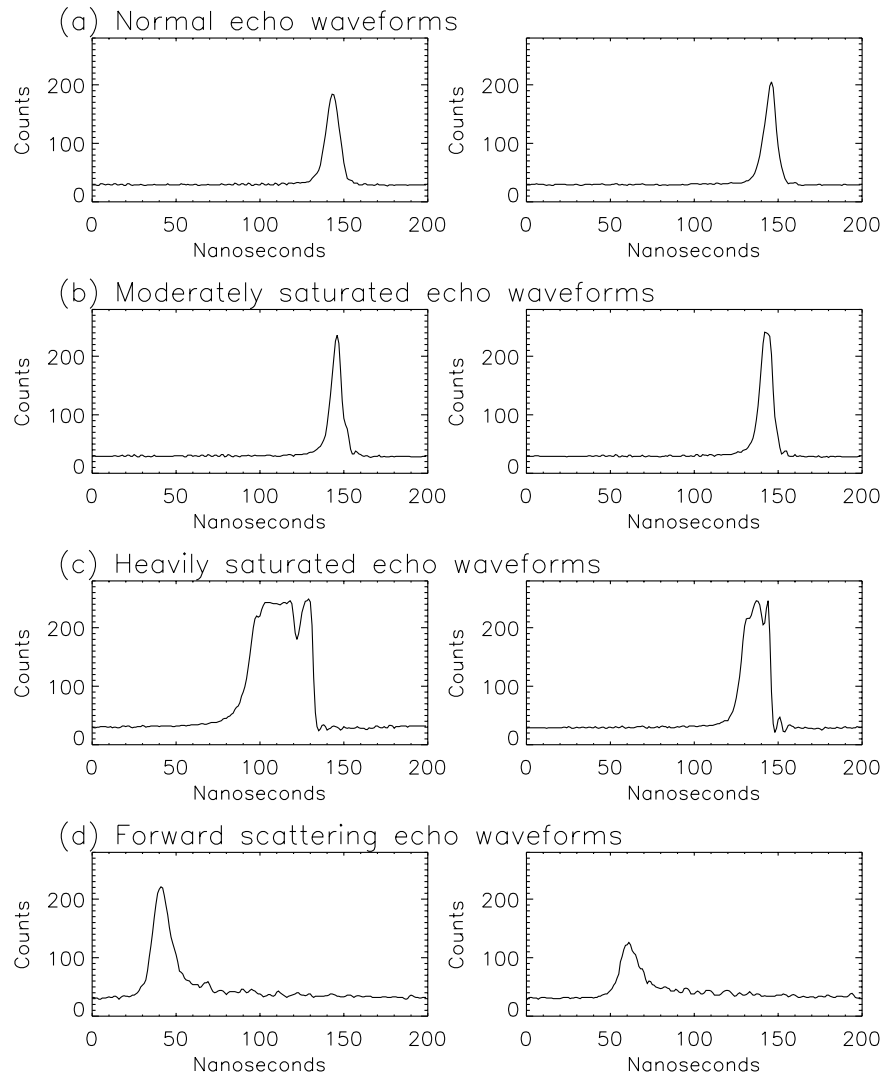 (a) Normal echo waveforms
Counts
200
100
0
0 50 100 150 200
Nanoseconds
Counts
200
100
0
0 50 100 150 200
Nanoseconds
(b) Moderately saturated echo waveforms
Counts
200
100
0
0 50 100 150 200
Nanoseconds
Counts
200
100
0
0 50 100 150 200
Nanoseconds
(c) Heavily saturated echo waveforms
Counts
200
100
0
0 50 100 150 200
Nanoseconds
Counts
200
100
0
0 50 100 150 200
Nanoseconds
(d) Forward scattering echo waveforms
Counts
200
100
0
0 50 100 150 200
Nanoseconds
Counts
200
100
0
0 50 100 150 200
Nanoseconds